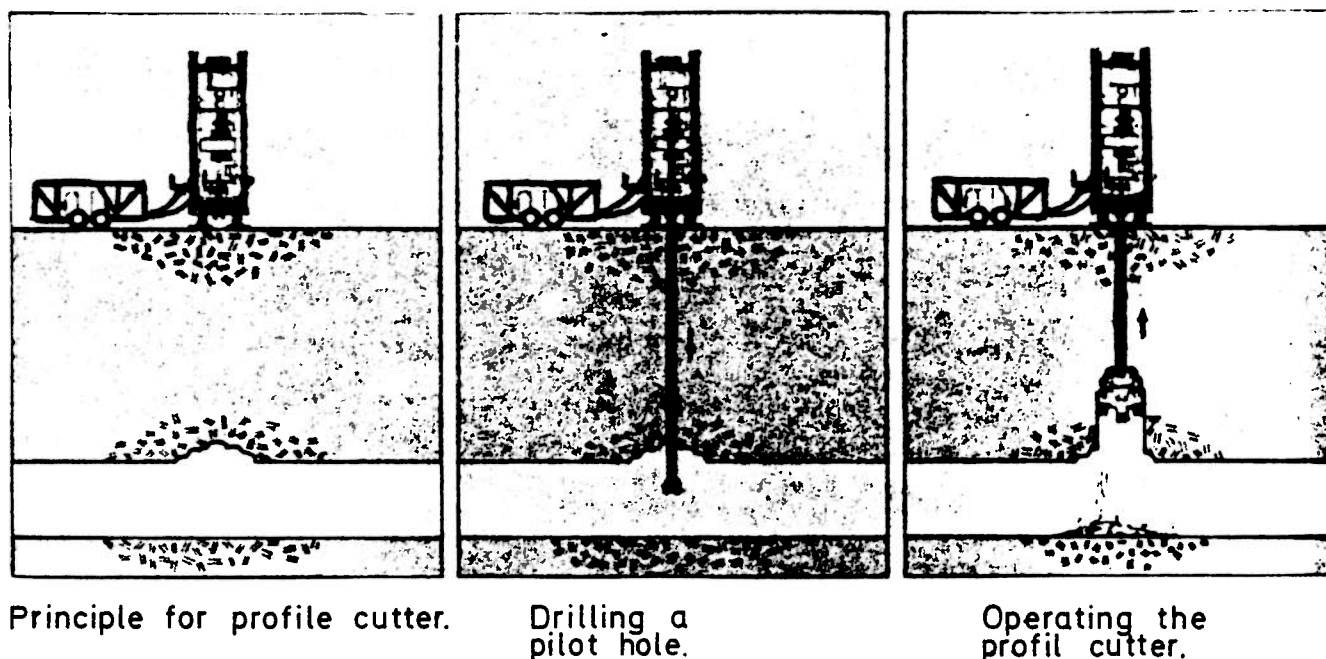 Principle for profile cutter.
Drilling a
pilot hole.
Operating the
profil cutter.